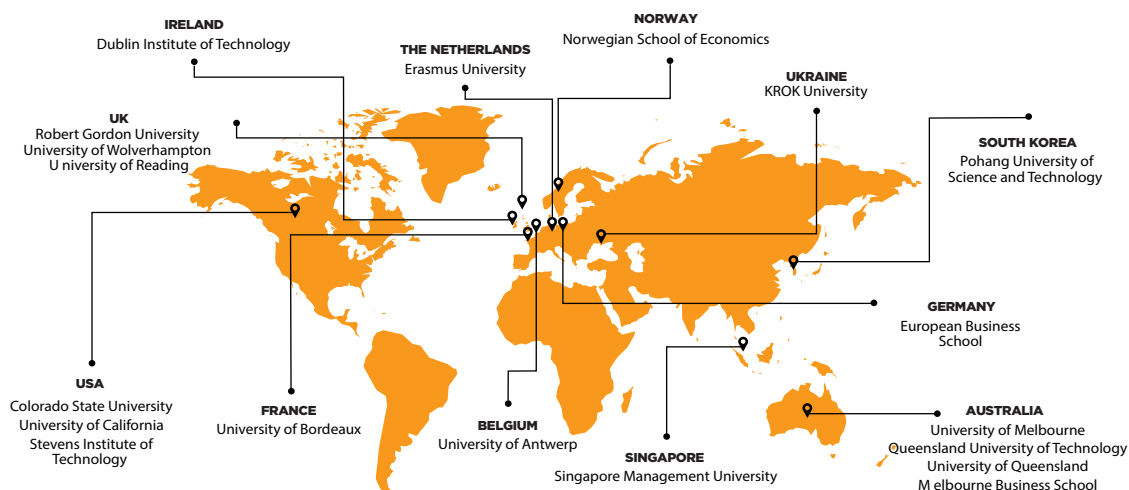 IRELAND
Dublin Institute of Technology
NORWAY
Norwegian School of Economics
THE NETHERLANDS
Erasmus University
UKRAINE
KROK University
UK
Robert Gordon University
University of Wolverhampton
U niversity of Reading
SOUTH KOREA
Pohang University of
Science and Technology
GERMANY
European Business
School
USA
Colorado State University
University of California
Stevens Institute of
Technology
FRANCE
University of Bordeaux
BELGIUM
University of Antwerp
SINGAPORE
Singapore Management University
AUSTRALIA
University of Melbourne
Queensland University of Technology
University of Queensland
M elbourne Business School